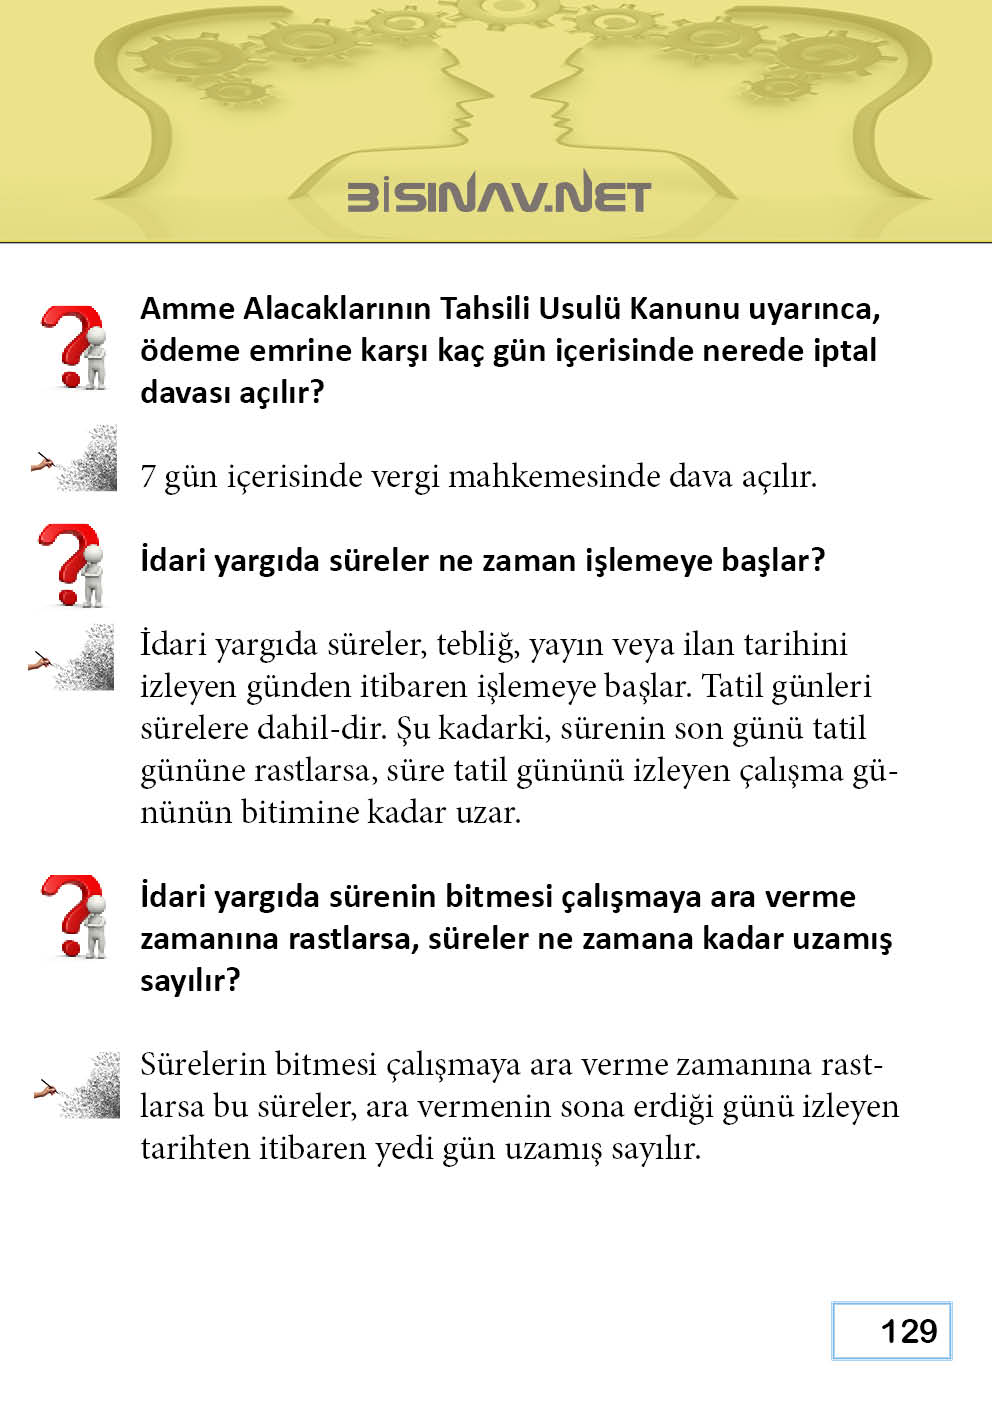 BİSINAV.NET
Amme Alacaklarının Tahsili Usulü Kanunu uyarınca,
ödeme emrine karşı kaç gün içerisinde nerede iptal
davası açılır?
7 gün içerisinde vergi mahkemesinde dava açılır.
İdari yargıda süreler ne zaman işlemeye başlar?
İdari yargıda süreler, tebliğ, yayın veya ilan tarihini
izleyen günden itibaren işlemeye başlar. Tatil günleri
sürelere dahil-dir. Şu kadarki, sürenin son günü tatil
gününe rastlarsa, süre tatil gününü izleyen çalışma gü-
nünün bitimine kadar uzar.
İdari yargıda sürenin bitmesi çalışmaya ara verme
zamanına rastlarsa, süreler ne zamana kadar uzamış
sayılır?
Sürelerin bitmesi çalışmaya ara verme zamanına rast-
larsa bu süreler, ara vermenin sona erdiği günü izleyen
tarihten itibaren yedi gün uzamış sayılır.
129